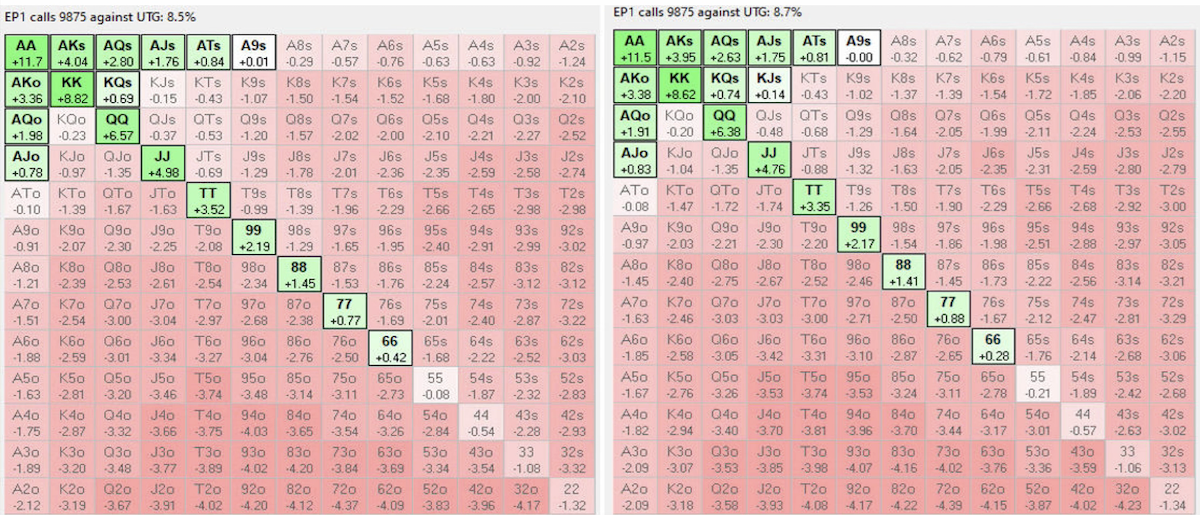 EP1 calls 9875 against UTG: 8.5%
AA AKs AQs AJs ATs A9s A8s A7s A6s A5s A4s A3s A2s
+11.7 +4.04 +2.80 +1.76 +0.84 +0.01 -0.29 -0.57 -0.76 -0.63 -0.63 -0.92 -1.24
AKo KK KQs KJs KTs K9s K8s K7s K6s K5s K4s K3s K2s
+3.36 +8.82 +0.69 -0.15 -0.43 -1.07 -1.50 -1.54 -1.52 -1.68 -1.80 -2.00 -2.10
AQo KQo QQ QJs QTs Q9s Q8s Q7s Q6s Q5s Q4s Q3s Q2s
+1.98 -0.23 +6.57 -0.37 -0.53 -1.20 -1.57 -2.02 -2.00 -2.10 -2.21 -2.27 -2.52
AJo KJo QJo JJ JTs J9s J8s J7s J6s J5s J4s J3s J2s
+0.78 -0.97 -1.35 +4.98 -0.69 -1.29 -1.78 -2.01 -2.36 -2.35 -2.59 -2.58 -2.74
ATo KTo QTo JTo TT T9s T8s T7s T6s T5s T4s T3s T2s
-0.10 -1.39 -1.67 -1.63 +3.52 -0.99 -1.39 -1.96 -2.29 -2.66 -2.65 -2.98 -2.98
A9o K9o Q9o J9o T9o 99 98s 97s 96s 95s 94s 93s 92s
-0.91 -2.07 -2.30 -2.25 -2.08 +2.19 -1.29 -1.65 -1.95 -2.40 -2.91 -2.99 -3.02
A8o K8o Q8o J8o T8o 98o 88 87s 86s 85s 84s 83s 82s
-1.21 -2.39 -2.53 -2.61 -2.54 -2.34 +1.45 -1.53 -1.76 -2.24 -2.57 -3.12 -3.12
A7o K7o Q7o J7o T7o 97o 87o 77 76s 75s 74s 73s 72s
-1.51 -2.54 -3.00 -3.04 -2.97 -2.68 -2.38 +0.77 -1.69 -2.01 -2.40 -2.87 -3.22
A6o K6o Q6o J6o T6o 96o 86o 76o 66 65s 64s 63s 62s
-1.88 -2.59 -3.01 -3.34 -3.27 -3.04 -2.76 -2.50 +0.42 -1.68 -2.22 -2.52 -3.03
A5o K5o Q5o J5o T5o 95o 85o 75o 65o 55 54s 53s 52s
-1.63 -2.81 -3.20 -3.46 -3.74 -3.48 -3.14 -3.11 -2.73 -0.08 -1.87 -2.32 -2.83
A4o K4o Q4o J4o T4o 94o 84o 74o 64o 54o 44 43s 42s
-1.75 -2.87 -3.32 -3.66 -3.75 -4.03 -3.65 -3.54 -3.26 -2.84 -0.54 -2.28 -2.93
A3o K3o Q3o J3o T3o 93o 83o 73o 63o 53o 43o 33 32s
-1.89 -3.20 -3.48 -3.77 -3.89 -4.02 -4.20 -3.84 -3.69 -3.34 -3.54 -1.08 -3.32
A2o K2o Q2o J2o T2o 92o 82o 72o 62o 52o 42o 32o 22
-2.12 -3.19 -3.67 -3.91 -4.02 -4.20 -4.12 -4.37 -4.09 -3.83 -3.96 -4.17 -1.32
EP1 calls 9875 against UTG: 8.7%
AA AKs AQs AJs ATs A9s A8s A7s A6s A5s A4s A3s A2s
+11.5 +3.95 +2.63 +1.75 +0.81 -0.00 -0.32 -0.62 -0.79 -0.61 -0.84 -0.99 -1.15
AKo KK KQs KJs KTs K9s K8s K7s K6s K5s K4s K3s K2s
+3.38 +8.62 +0.74 +0.14 -0.43 -1.02 -1.37 -1.39 -1.54 -1.72 -1.85 -2.06 -2.20
AQo KQo QQ QJs QTs Q9s Q8s Q7s Q6s Q5s Q4s Q3s Q2s
+1.91 -0.20 +6.38 -0.48 -0.68 -1.29 -1.64 -2.05 -1.99 -2.11 -2.24 -2.53 -2.55
AJo KJo QJo JJ JTs J9s J8s J7s J6s J5s J4s J3s J2s
+0.83 -1.04 -1.35 +4.76 -0.88 -1.32 -1.63 -2.05 -2.35 -2.31 -2.59 -2.80 -2.79
ATo KTo QTo JTo TT T9s T8s T7s T6s T5s T4s T3s T2s
-0.08 -1.47 -1.72 -1.74 +3.35 -1.26 -1.50 -1.90 -2.29 -2.66 -2.68 -2.92 -3.00
A9o K9o Q9o J9o T9o 99 98s 97s 96s 95s 94s 93s 92s
-0.97 -2.03 -2.21 -2.30 -2.20 +2.17 -1.54 -1.86 -1.98 -2.51 -2.88 -2.97 -3.05
A8o K8o Q8o J8o T8o 98o 88 87s 86s 85s 84s 83s 82s
-1.45 -2.40 -2.75 -2.67 -2.52 -2.46 +1.41 -1.45 -1.73 -2.22 -2.56 -3.14 -3.21
A7o K7o Q7o J7o T7o 97o 87o 77 76s 75s 74s 73s 72s
-1.63 -2.46 -3.03 -3.03 -3.00 -2.71 -2.50 +0.88 -1.67 -2.12 -2.47 -2.81 -3.29
A6o K6o Q6o J6o T6o 96o 86o 76o 66 65s 64s 63s 62s
-1.85 -2.58 -3.05 -3.42 -3.31 -3.10 -2.87 -2.65 +0.28 -1.76 -2.14 -2.68 -3.06
A5o K5o Q5o J5o T5o 95o 85o 75o 65o 55 54s 53s 52s
-1.67 -2.76 -3.26 -3.53 -3.74 -3.53 -3.24 -3.11 -2.78 -0.21 -1.89 -2.42 -2.68
A4o K4o Q4o J4o T4o 94o 84o 74o 64o 54o 44 43s 42s
-1.82 -2.94 -3.40 -3.70 -3.81 -3.96 -3.70 -3.44 -3.17 -3.01 -0.57 -2.63 -3.02
A3o K3o Q3o J3o T3o 93o 83o 73o 63o 53o 43o 33 32s
-2.09 -3.07 -3.53 -3.85 -3.98 -4.07 -4.16 -4.02 -3.76 -3.36 -3.59 -1.06 -3.13
A2o K2o Q2o J2o T2o 92o 82o 72o 62o 52o 42o 32o 22
-2.09 -3.18 -3.58 -3.93 -4.08 -4.17 -4.22 -4.39 -4.15 -3.87 -4.02 -4.23 -1.34